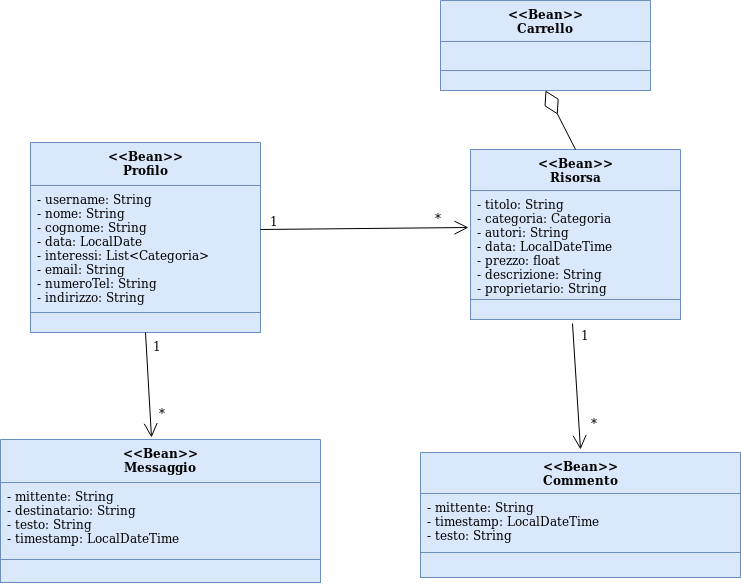 <<Bean>>
Carrello
<<Bean>>
Profilo
- username: String
- nome: String
- cognome: String
- data: LocalDate
- interessi: List<Categoria>
- email: String
- numeroTel: String
- indirizzo: String
1
*
<<Bean>>
Risorsa
- titolo: String
- categoria: Categoria
- autori: String
- data: LocalDateTime
- prezzo: float
- descrizione: String
- proprietario: String
1
*
1
*
<<Bean>>
Messaggio
- mittente: String
- destinatario: String
- testo: String
- timestamp: LocalDateTime
<<Bean>>
Commento
- mittente: String
- timestamp: LocalDateTime
- testo: String